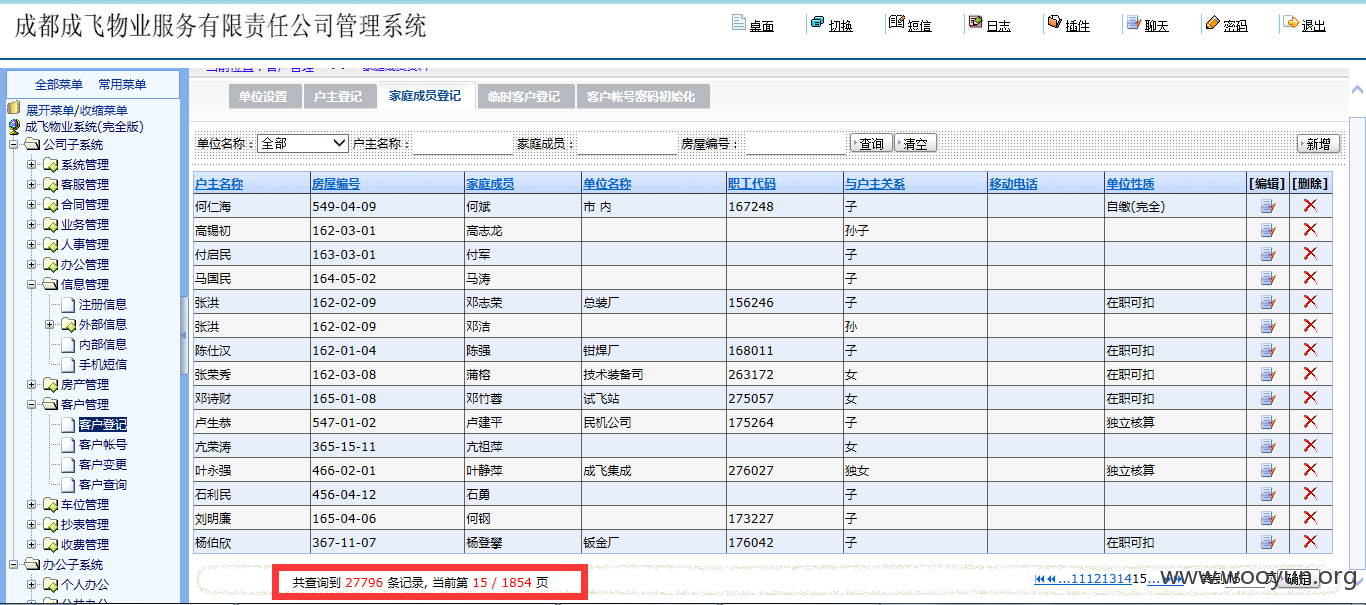 成都成飞物业服务有限责任公司管理系统
桌面 切换 短信 日志 插件 聊天 密码 退出
全部菜单 常用菜单
展开菜单/收缩菜单
成飞物业系统(完全版)
公司子系统
系统管理
客服管理
合同管理
业务管理
人事管理
办公管理
信息管理
注册信息
外部信息
内部信息
手机短信
房产管理
客户管理
客户登记
客户帐号
客户变更
客户查询
车位管理
抄表管理
收费管理
办公子系统
个人办公
单位设置 户主登记 家庭成员登记 临时客户登记 客户帐号密码初始化
单位名称： 全部 户主名称： 家庭成员： 房屋编号： 查询 清空 新增
户主名称 房屋编号 家庭成员 单位名称 职工代码 与户主关系 移动电话 单位性质 [编辑] [删除]
何仁海 549-04-09 何斌 市 内 167248 子 自缴(完全)
高锡初 162-03-01 高志龙 孙子
付启民 163-03-01 付军 子
马国民 164-05-02 马涛 子
张洪 162-02-09 邓志荣 总装厂 156246 子 在职可扣
张洪 162-02-09 邓洁 孙
陈仕汉 162-01-04 陈强 钳焊厂 168011 子 在职可扣
张荣秀 162-03-08 蒲榕 技术装备司 263172 女 在职可扣
邓诗财 165-01-08 邓竹蓉 试飞站 275057 女 在职可扣
卢生恭 547-01-02 卢建平 民机公司 175264 子 独立核算
亢荣涛 365-15-11 亢祖萍 女
叶永强 466-02-01 叶静萍 成飞集成 276027 独女 独立核算
石利民 456-04-12 石勇 子
刘明廉 165-04-06 何钢 173227 子
杨伯欣 367-11-07 杨登攀 钣金厂 176042 子 在职可扣
共查询到 27796 条记录, 当前第 15 / 1854 页
...1112131415...
www.wooyun.org